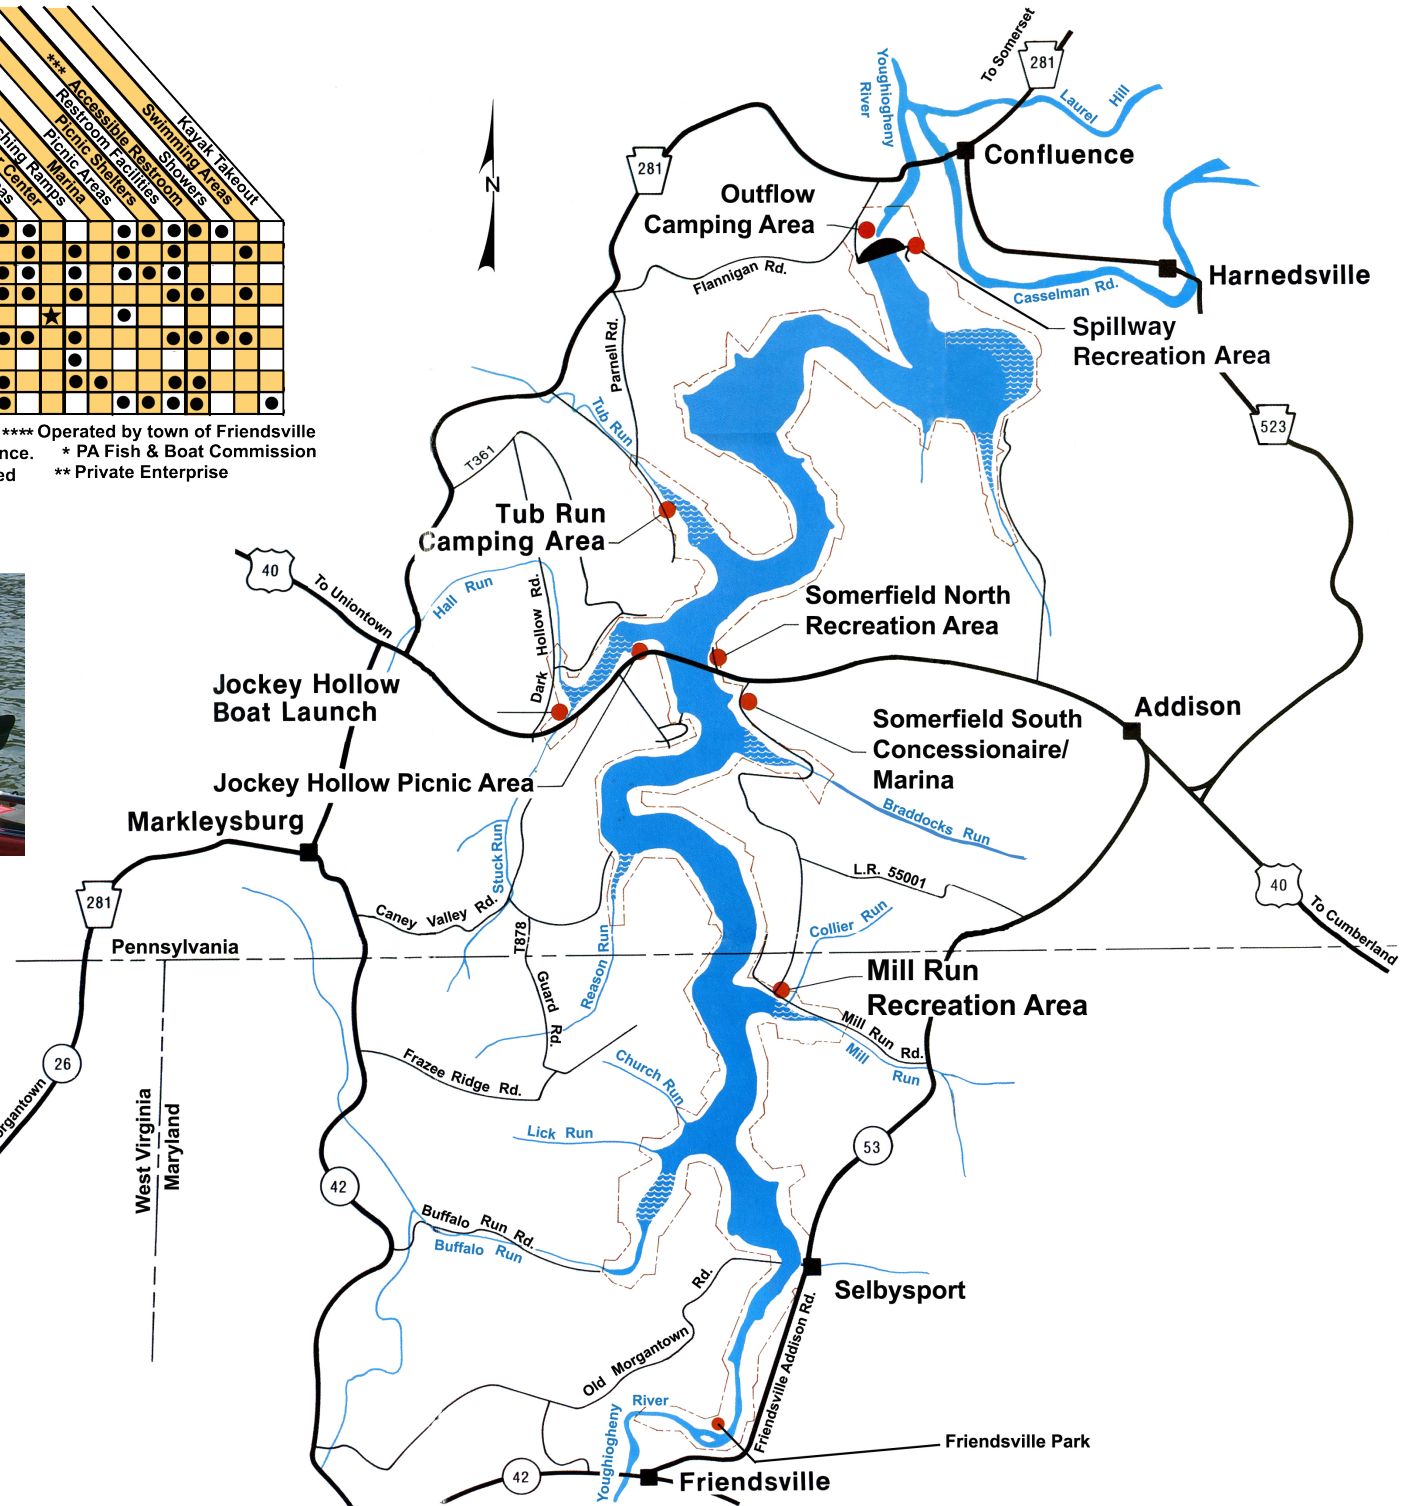 *** Accessible Restroom
Restroom Facilities
Picnic Shelters
Picnic Areas
Marina
Center
Showers
Swimming Areas
Kayak Takeout
**** Operated by town of Friendsville
* PA Fish & Boat Commission
** Private Enterprise
To Somerset
281
Youghiogheny
River
Laurel Hill
Confluence
281
N
Outflow
Camping Area
Flannigan Rd.
Harnedsville
Casselman Rd.
Spillway
Recreation Area
Parnell Rd.
Tub Run
523
T361
Tub Run
Camping Area
40
To Uniontown
Hall Run
Dark Hollow Rd.
Somerfield North
Recreation Area
Jockey Hollow
Boat Launch
Addison
Somerfield South
Concessionaire/
Marina
Jockey Hollow Picnic Area
Markleysburg
Braddocks Run
Stuck Run
L.R. 55001
40
To Cumberland
281
Caney Valley Rd.
T878
Collier Run
Pennsylvania
Reason Run
Guard Rd.
Mill Run
Recreation Area
Mill Run Rd.
Mill Run
26
Frazee Ridge Rd.
Church Run
West Virginia
Maryland
Lick Run
53
42
Buffalo Run Rd.
Buffalo Run
Old Morgantown Rd.
Selbysport
Friendsville Addison Rd.
River
Youghiogheny
Friendsville Park
42
Friendsville